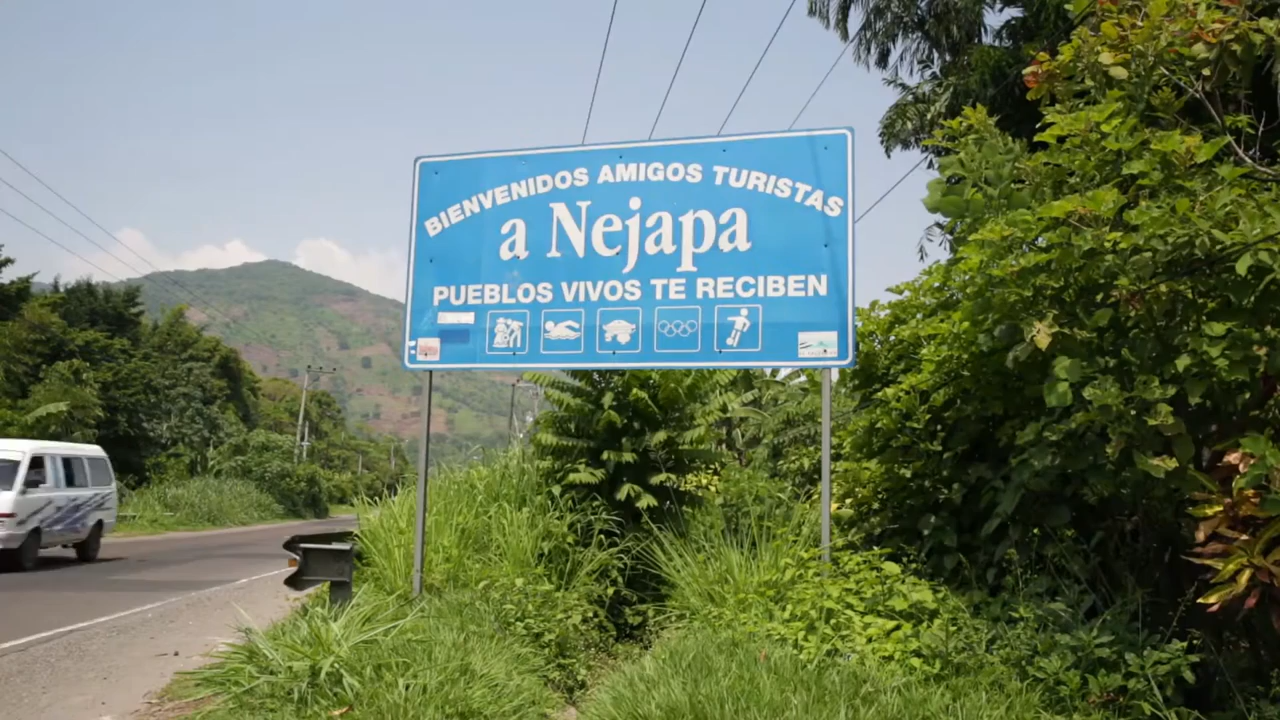 BIENVENIDOS AMIGOS TURISTAS
a Nejapa
PUEBLOS VIVOS TE RECIBEN